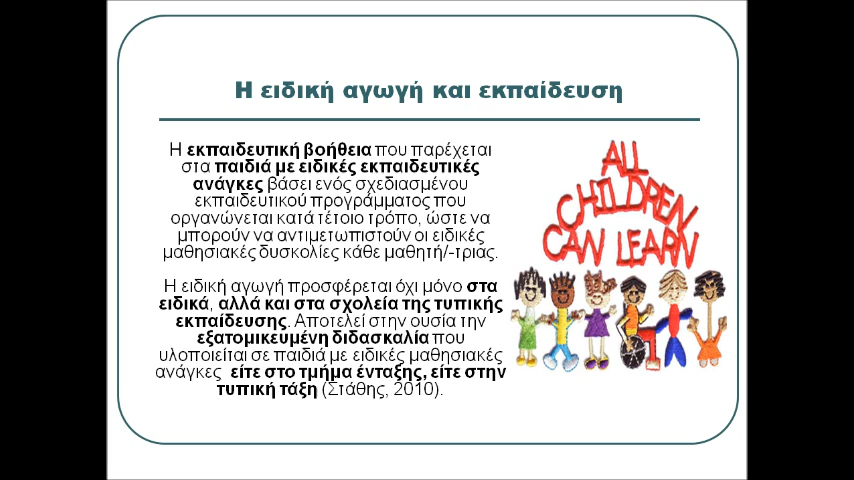 Η ειδική αγωγή και εκπαίδευση
Η εκπαιδευτική βοήθεια που παρέχεται
στα παιδιά με ειδικές εκπαιδευτικές
ανάγκες βάσει ενός σχεδιασμένου
εκπαιδευτικού προγράμματος που
οργανώνεται κατά τέτοιο τρόπο, ώστε να
μπορούν να αντιμετωπιστούν οι ειδικές
μαθησιακές δυσκολίες κάθε μαθητή/-τριας.
Η ειδική αγωγή προσφέρεται όχι μόνο στα
ειδικά, αλλά και στα σχολεία της τυπικής
εκπαίδευσης. Αποτελεί στην ουσία την
εξατομικευμένη διδασκαλία που
υλοποιείται σε παιδιά με ειδικές μαθησιακές
ανάγκες είτε στο τμήμα ένταξης, είτε στην
τυπική τάξη (Στάθης, 2010).
ALL
CHILDREN
CAN LEARN